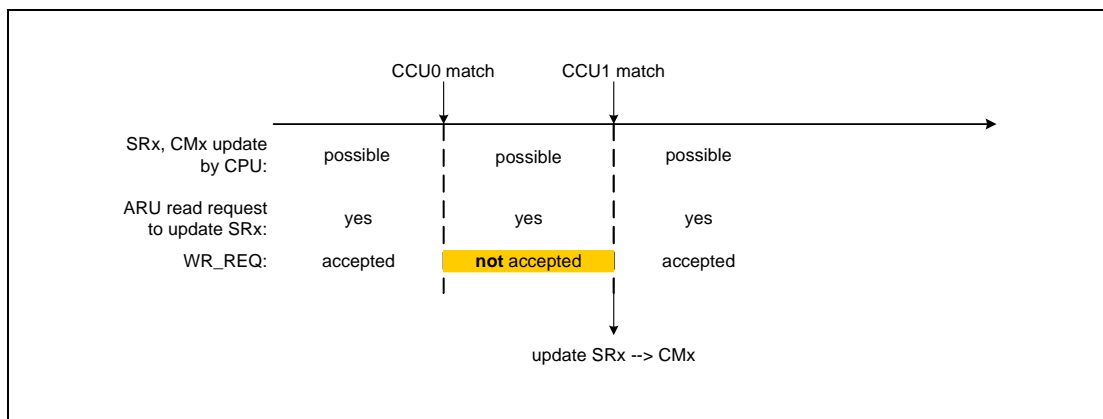 CCU0 match CCU1 match
SRx, CMx update
by CPU: possible possible possible
ARU read request
to update SRx: yes yes yes
WR_REQ: accepted not accepted accepted
update SRx --> CMx